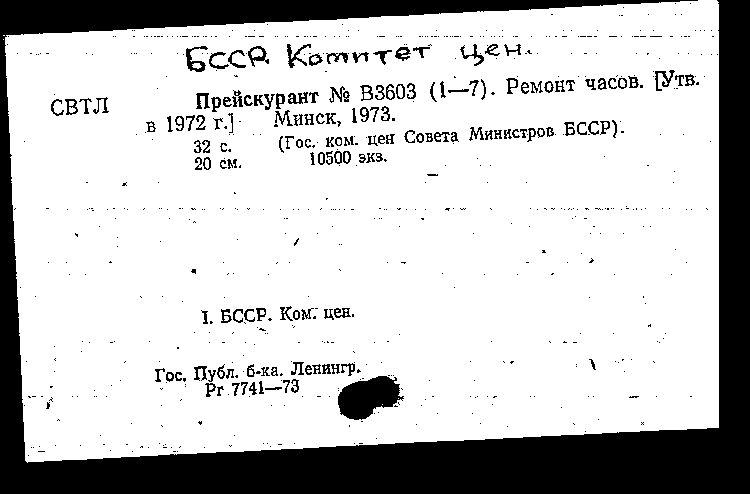 БССР Комитет цен.
СВТЛ Прейскурант № В3603 (1—7). Ремонт часов. [Утв.
в 1972 г.] Минск, 1973.
32 с. (Гос. ком. цен Совета Министров БССР).
20 см. 10500 экз.
I. БССР. Ком. цен.
Гос. Публ. б-ка. Ленингр.
Рг 7741—73